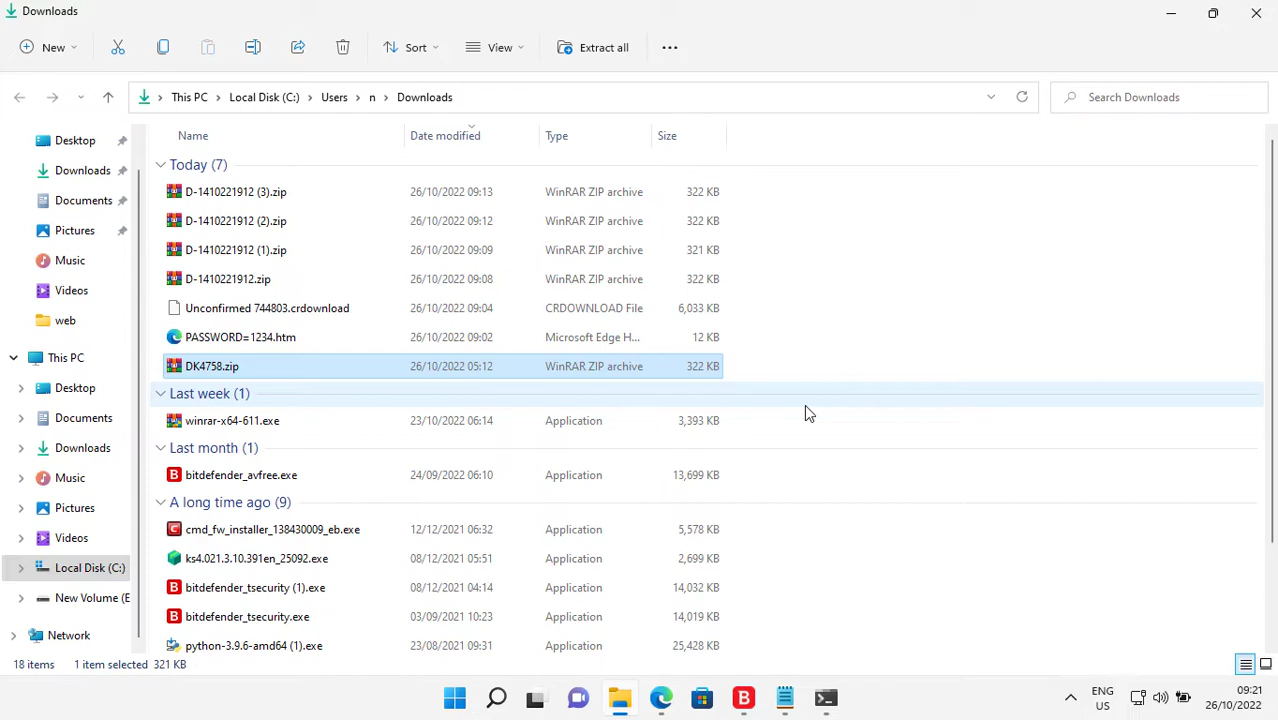 Downloads
New Sort View Extract all
This PC Local Disk (C:) Users n Downloads Search Downloads
Desktop
Downloads
Documents
Pictures
Music
Videos
web
This PC
Desktop
Documents
Downloads
Music
Pictures
Videos
Local Disk (C:)
New Volume (E
Network
Name Date modified Type Size
Today (7)
D-1410221912 (3).zip 26/10/2022 09:13 WinRAR ZIP archive 322 KB
D-1410221912 (2).zip 26/10/2022 09:12 WinRAR ZIP archive 322 KB
D-1410221912 (1).zip 26/10/2022 09:09 WinRAR ZIP archive 321 KB
D-1410221912.zip 26/10/2022 09:08 WinRAR ZIP archive 322 KB
Unconfirmed 744803.crdownload 26/10/2022 09:04 CRDOWNLOAD File 6,033 KB
PASSWORD=1234.htm 26/10/2022 09:02 Microsoft Edge H... 12 KB
DK4758.zip 26/10/2022 05:12 WinRAR ZIP archive 322 KB
Last week (1)
winrar-x64-611.exe 23/10/2022 06:14 Application 3,393 KB
Last month (1)
bitdefender_avfree.exe 24/09/2022 06:10 Application 13,699 KB
A long time ago (9)
cmd_fw_installer_138430009_eb.exe 12/12/2021 06:32 Application 5,578 KB
ks4.021.3.10.391en_25092.exe 08/12/2021 05:51 Application 2,699 KB
bitdefender_tsecurity (1).exe 08/12/2021 04:14 Application 14,032 KB
bitdefender_tsecurity.exe 03/09/2021 10:23 Application 14,019 KB
python-3.9.6-amd64 (1).exe 23/08/2021 09:31 Application 25,428 KB
18 items 1 item selected 321 KB
B
ENG
US
09:21
26/10/2022